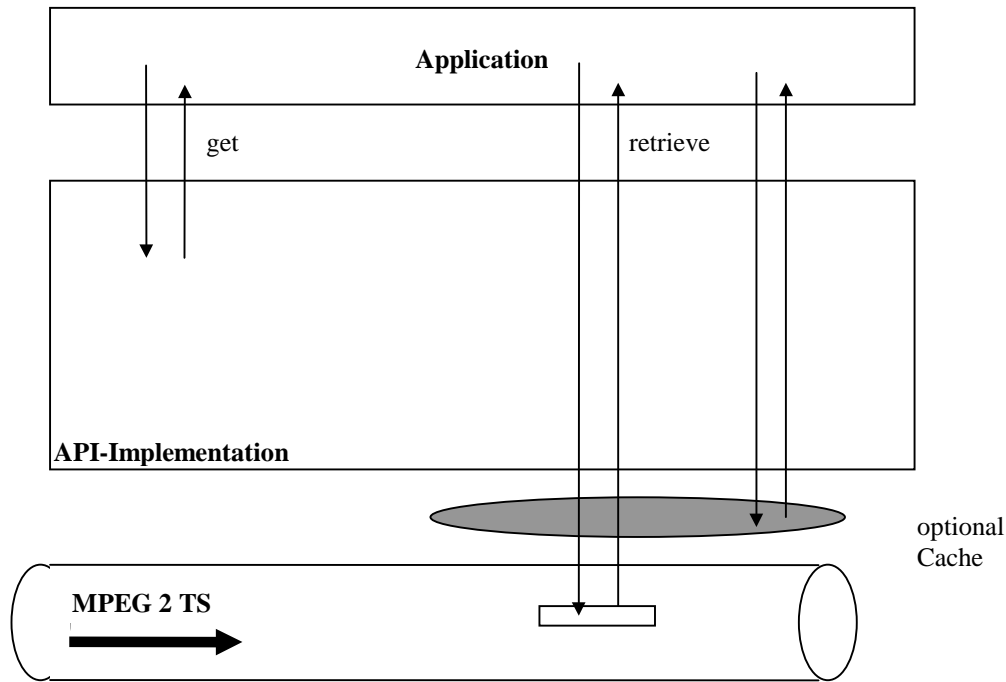 Application
get
retrieve
API-Implementation
optional
Cache
MPEG 2 TS